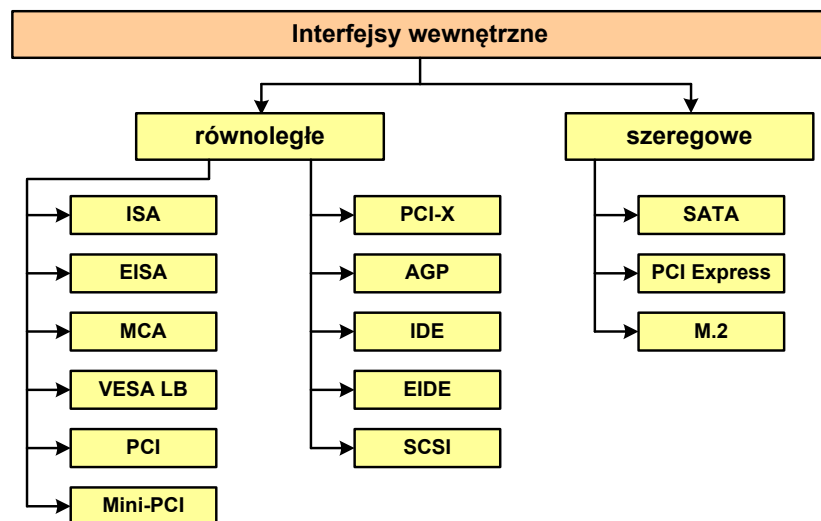 Interfejsy wewnętrzne
równoległe
szeregowe
ISA
EISA
MCA
VESA LB
PCI
Mini-PCI
PCI-X
AGP
IDE
EIDE
SCSI
SATA
PCI Express
M.2